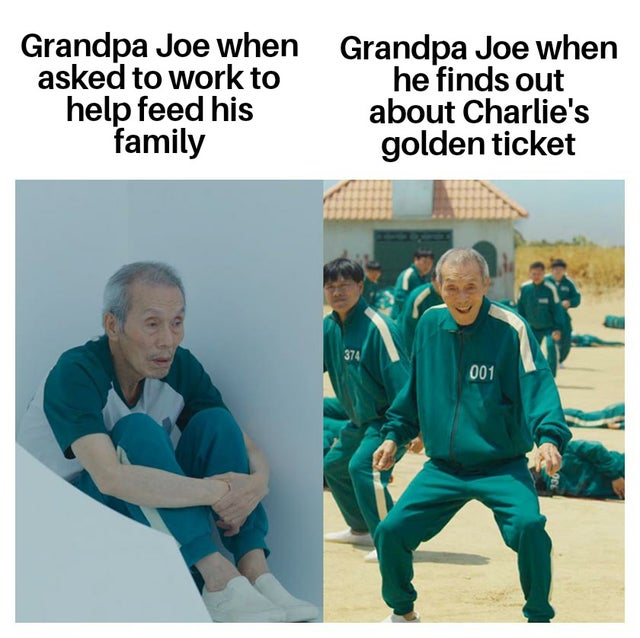 Grandpa Joe when
asked to work to
help feed his
family
Grandpa Joe when
he finds out
about Charlie's
golden ticket
374
001